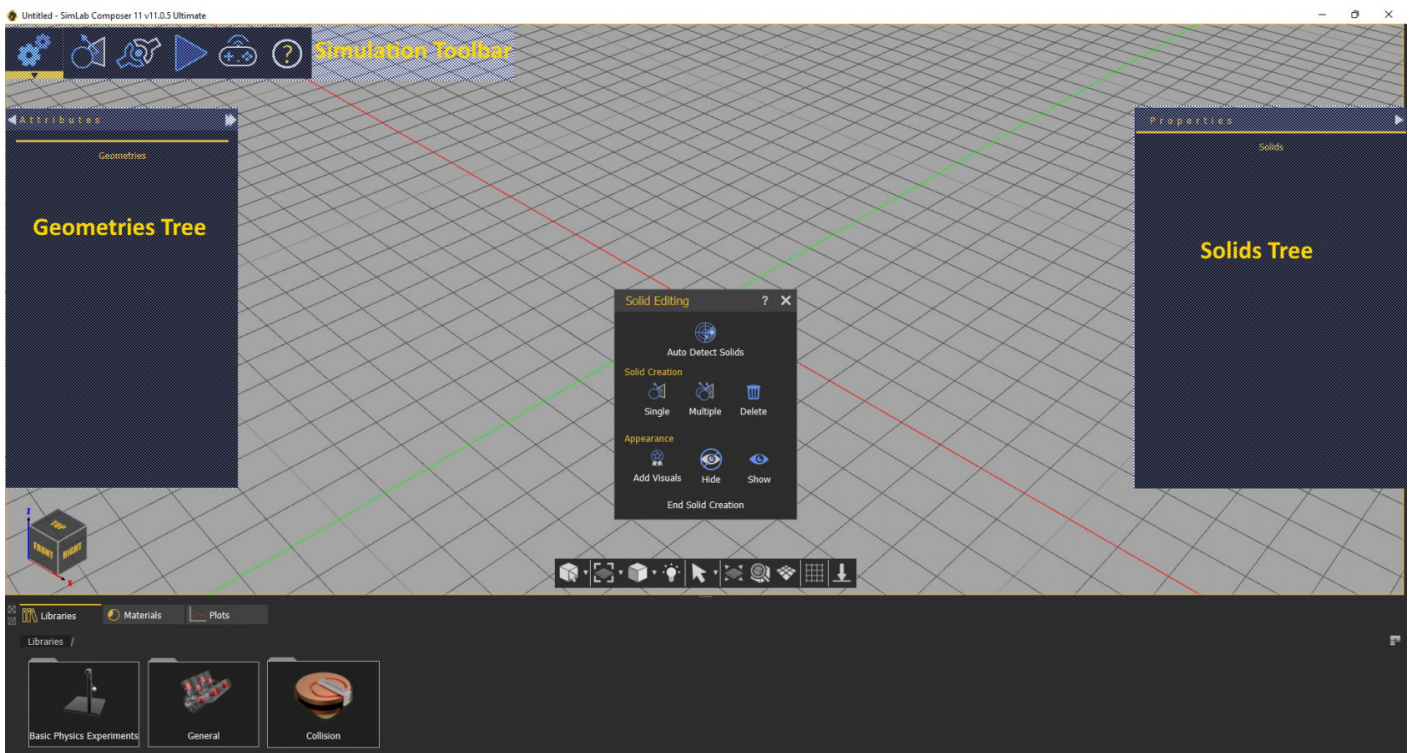 Untitled - SimLab Composer 11 v11.0.5 Ultimate
?
Simulation Toolbar
Attributes
Geometries
Geometries Tree
Properties
Solids
Solids Tree
Solid Editing ?
Auto Detect Solids
Solid Creation
Single Multiple Delete
Appearance
Add Visuals Hide Show
End Solid Creation
z
TOP
FRONT RIGHT
x
Libraries Materials Plots
Libraries /
Basic Physics Experiments General Collision